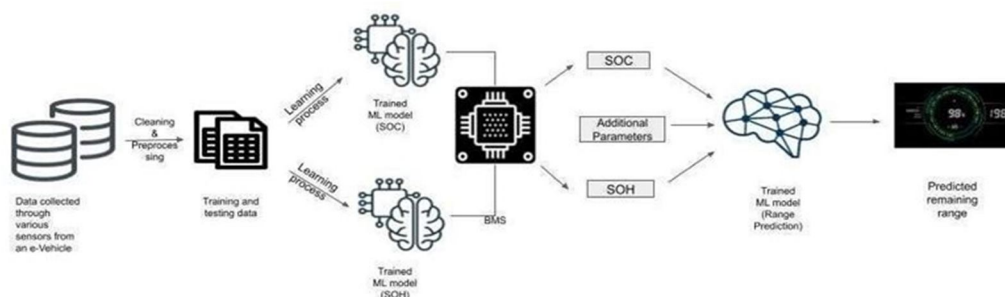 Data collected
through
various
sensors from
an e-Vehicle
Cleaning
&
Preproces
sing
Training and
testing data
Learning
process
Learning
process
Trained
ML model
(SOC)
Trained
ML model
(SOH)
BMS
SOC
Additional
Parameters
SOH
Trained
ML model
(Range
Prediction)
198
Predicted
remaining
range